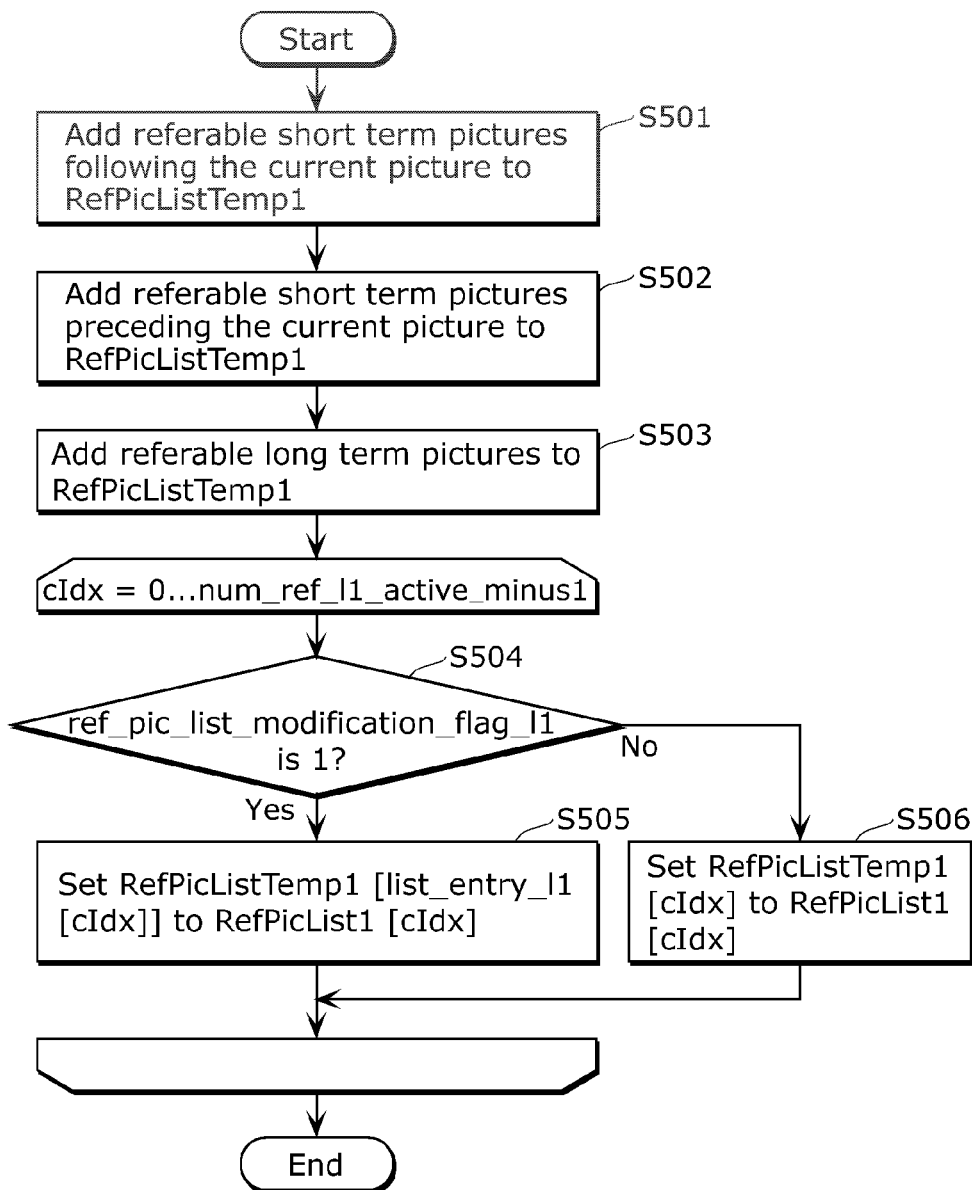 Start
S501
Add referable short term pictures
following the current picture to
RefPicListTemp1
S502
Add referable short term pictures
preceding the current picture to
RefPicListTemp1
S503
Add referable long term pictures to
RefPicListTemp1
cIdx = 0...num_ref_l1_active_minus1
S504
ref_pic_list_modification_flag_l1
is 1?
No
Yes
S505
Set RefPicListTemp1 [list_entry_l1
[cIdx]] to RefPicList1 [cIdx]
S506
Set RefPicListTemp1
[cIdx] to RefPicList1
[cIdx]
End